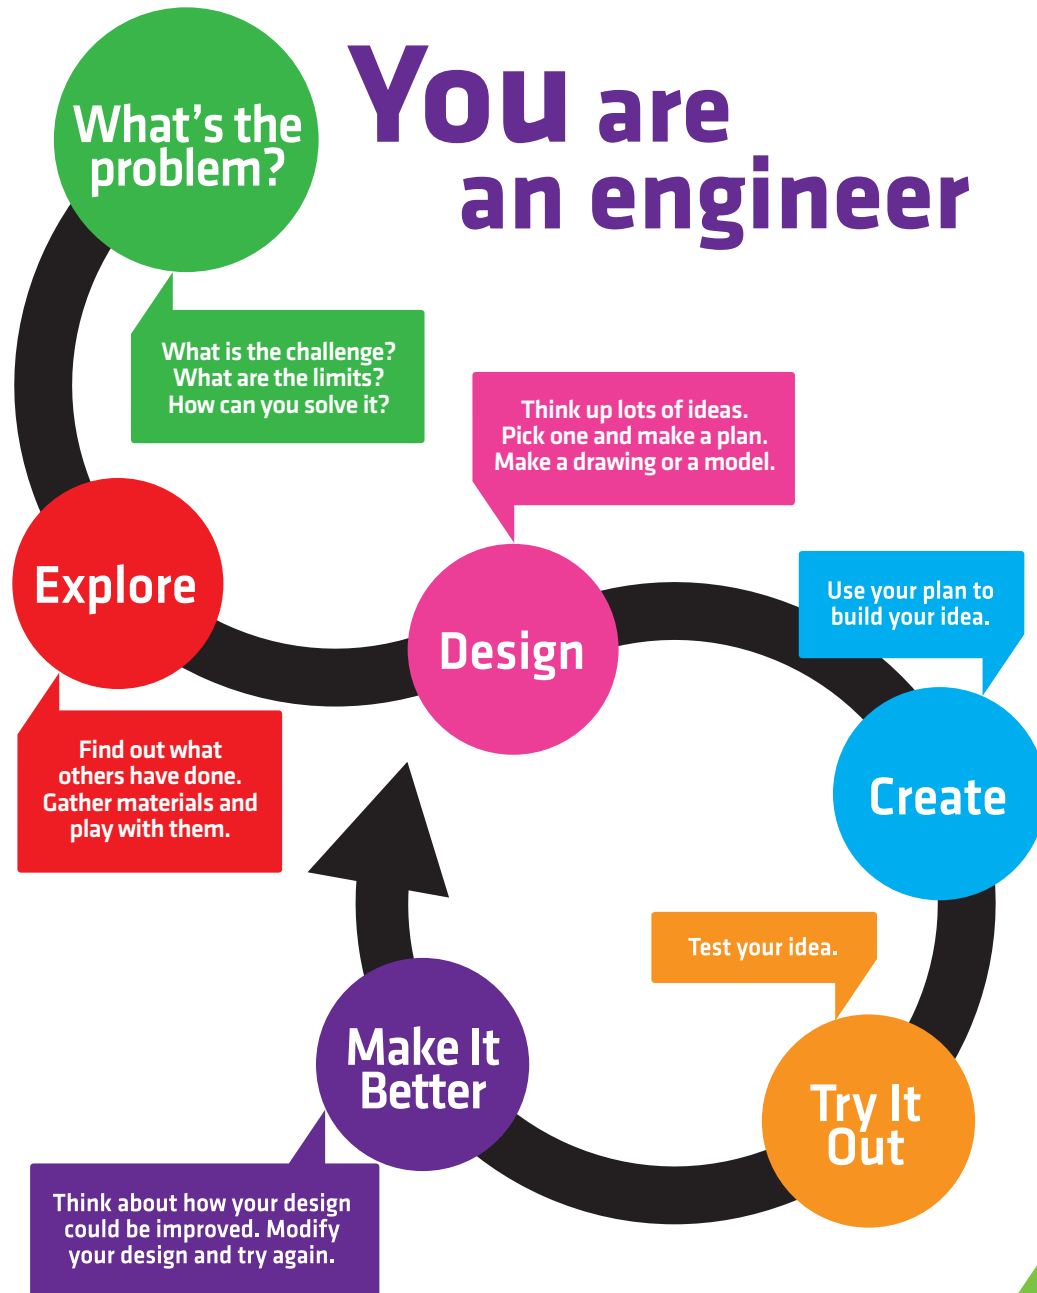 You are
an engineer
What's the
problem?
What is the challenge?
What are the limits?
How can you solve it?
Explore
Find out what
others have done.
Gather materials and
play with them.
Think up lots of ideas.
Pick one and make a plan.
Make a drawing or a model.
Design
Use your plan to
build your idea.
Create
Test your idea.
Try It
Out
Make It
Better
Think about how your design
could be improved. Modify
your design and try again.